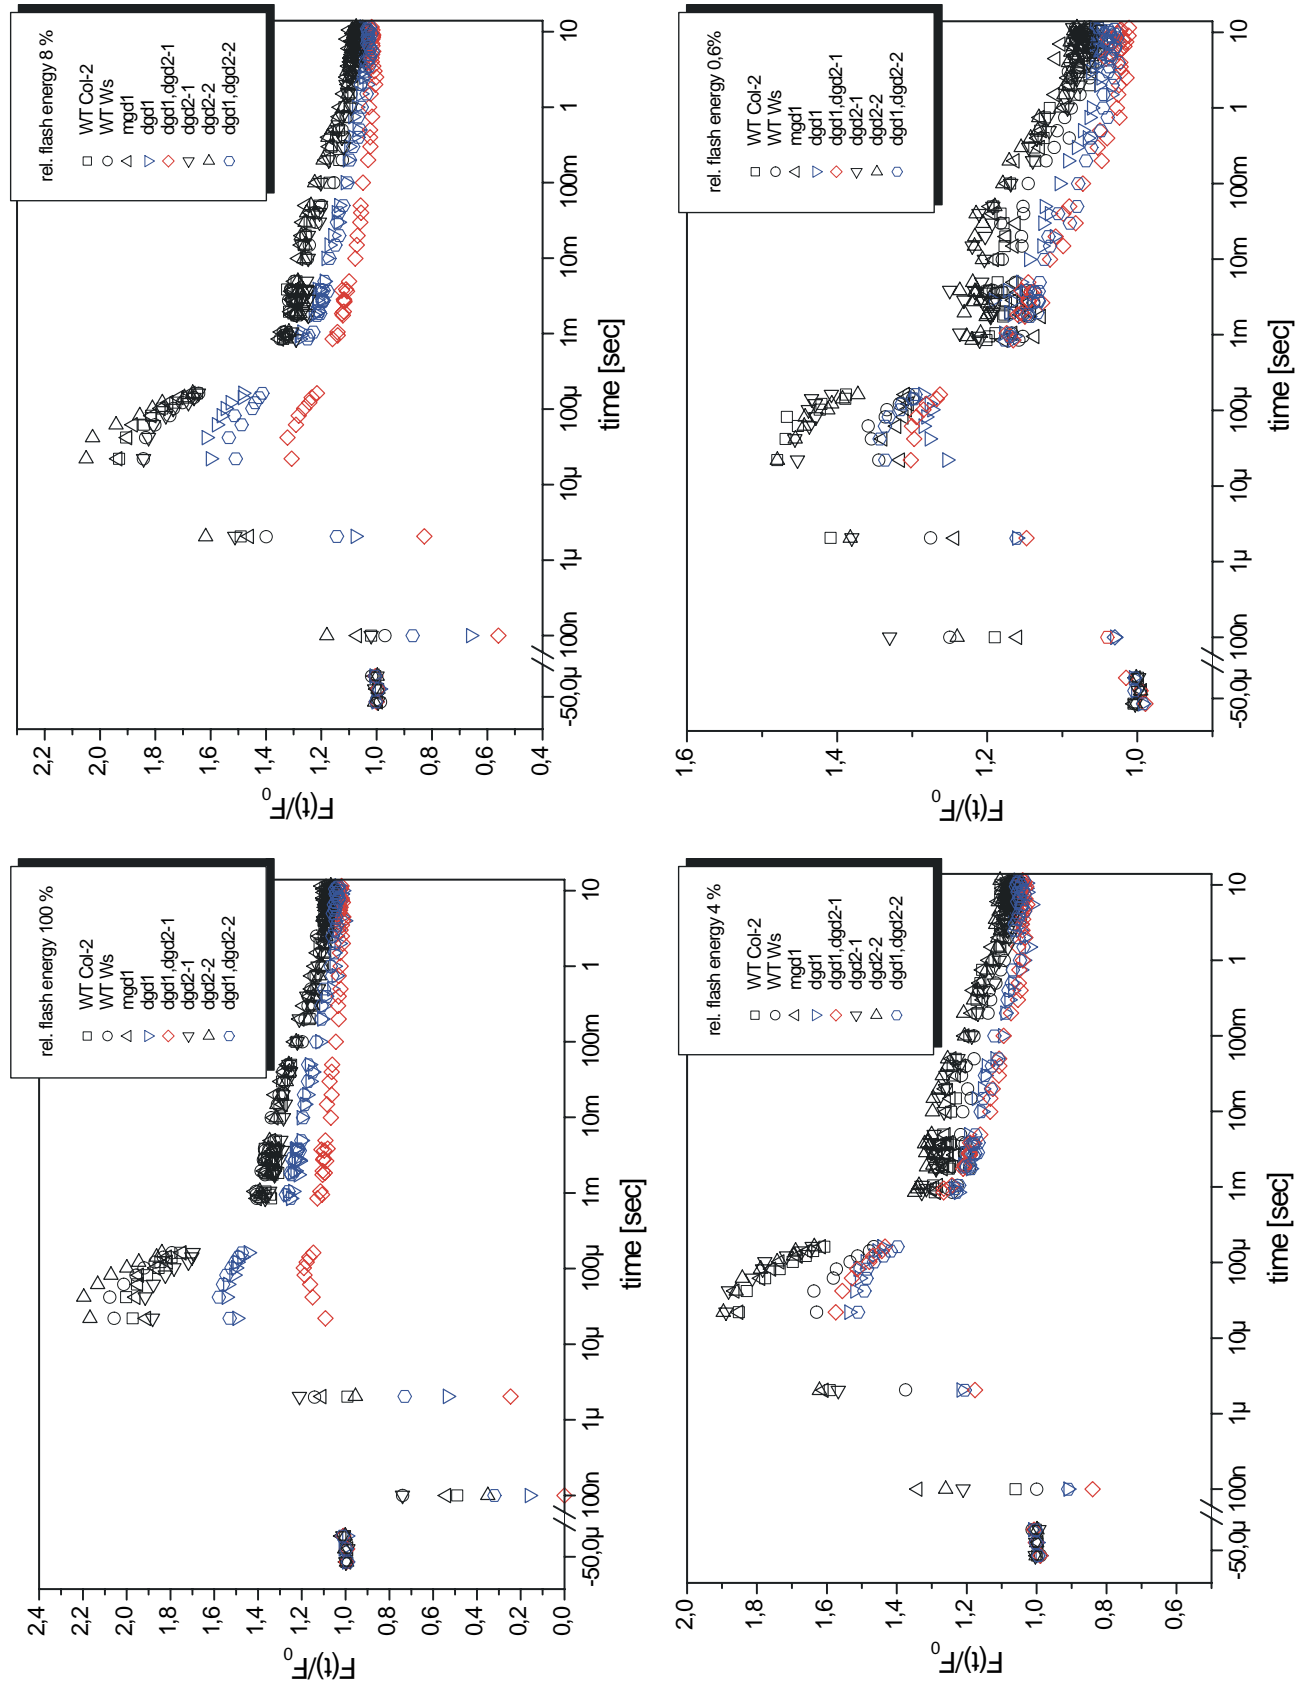 rel. flash energy 100 %
WT Col-2
WT Ws
mgd1
dgd1
dgd1,dgd2-1
dgd2-1
dgd2-2
dgd1,dgd2-2
F(t)/F0
2,4
2,2
2,0
1,8
1,6
1,4
1,2
1,0
0,8
0,6
0,4
0,2
0,0
-50,0µ 100n 1µ 10µ 100µ 1m 10m 100m 1 10
time [sec]
rel. flash energy 8 %
WT Col-2
WT Ws
mgd1
dgd1
dgd1,dgd2-1
dgd2-1
dgd2-2
dgd1,dgd2-2
F(t)/F0
2,2
2,0
1,8
1,6
1,4
1,2
1,0
0,8
0,6
0,4
-50,0µ 100n 1µ 10µ 100µ 1m 10m 100m 1 10
time [sec]
rel. flash energy 4 %
WT Col-2
WT Ws
mgd1
dgd1
dgd1,dgd2-1
dgd2-1
dgd2-2
dgd1,dgd2-2
F(t)/F0
2,0
1,8
1,6
1,4
1,2
1,0
0,8
0,6
-50,0µ 100n 1µ 10µ 100µ 1m 10m 100m 1 10
time [sec]
rel. flash energy 0,6%
WT Col-2
WT Ws
mgd1
dgd1
dgd1,dgd2-1
dgd2-1
dgd2-2
dgd1,dgd2-2
F(t)/F0
1,6
1,4
1,2
1,0
-50,0µ 100n 1µ 10µ 100µ 1m 10m 100m 1 10
time [sec]